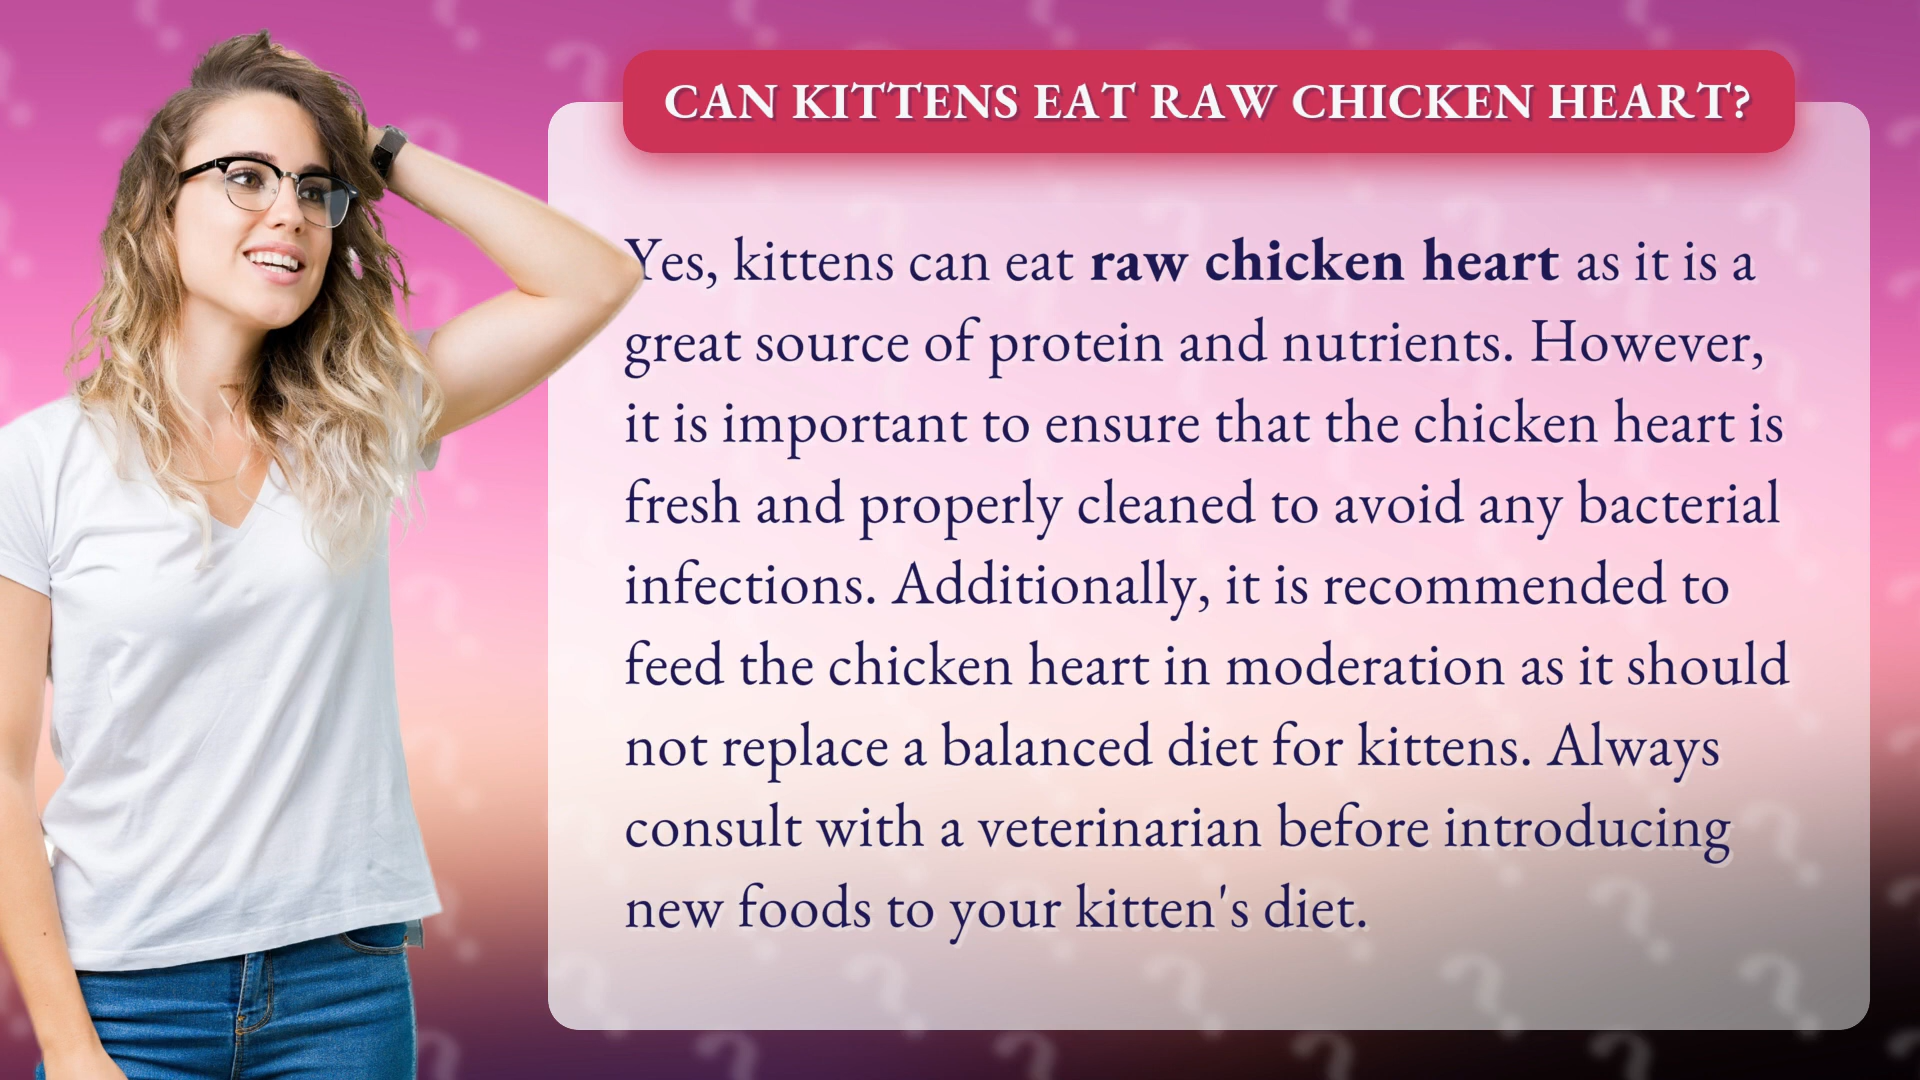 CAN KITTENS EAT RAW CHICKEN HEART?
Yes, kittens can eat raw chicken heart as it is a
great source of protein and nutrients. However,
it is important to ensure that the chicken heart is
fresh and properly cleaned to avoid any bacterial
infections. Additionally, it is recommended to
feed the chicken heart in moderation as it should
not replace a balanced diet for kittens. Always
consult with a veterinarian before introducing
new foods to your kitten's diet.